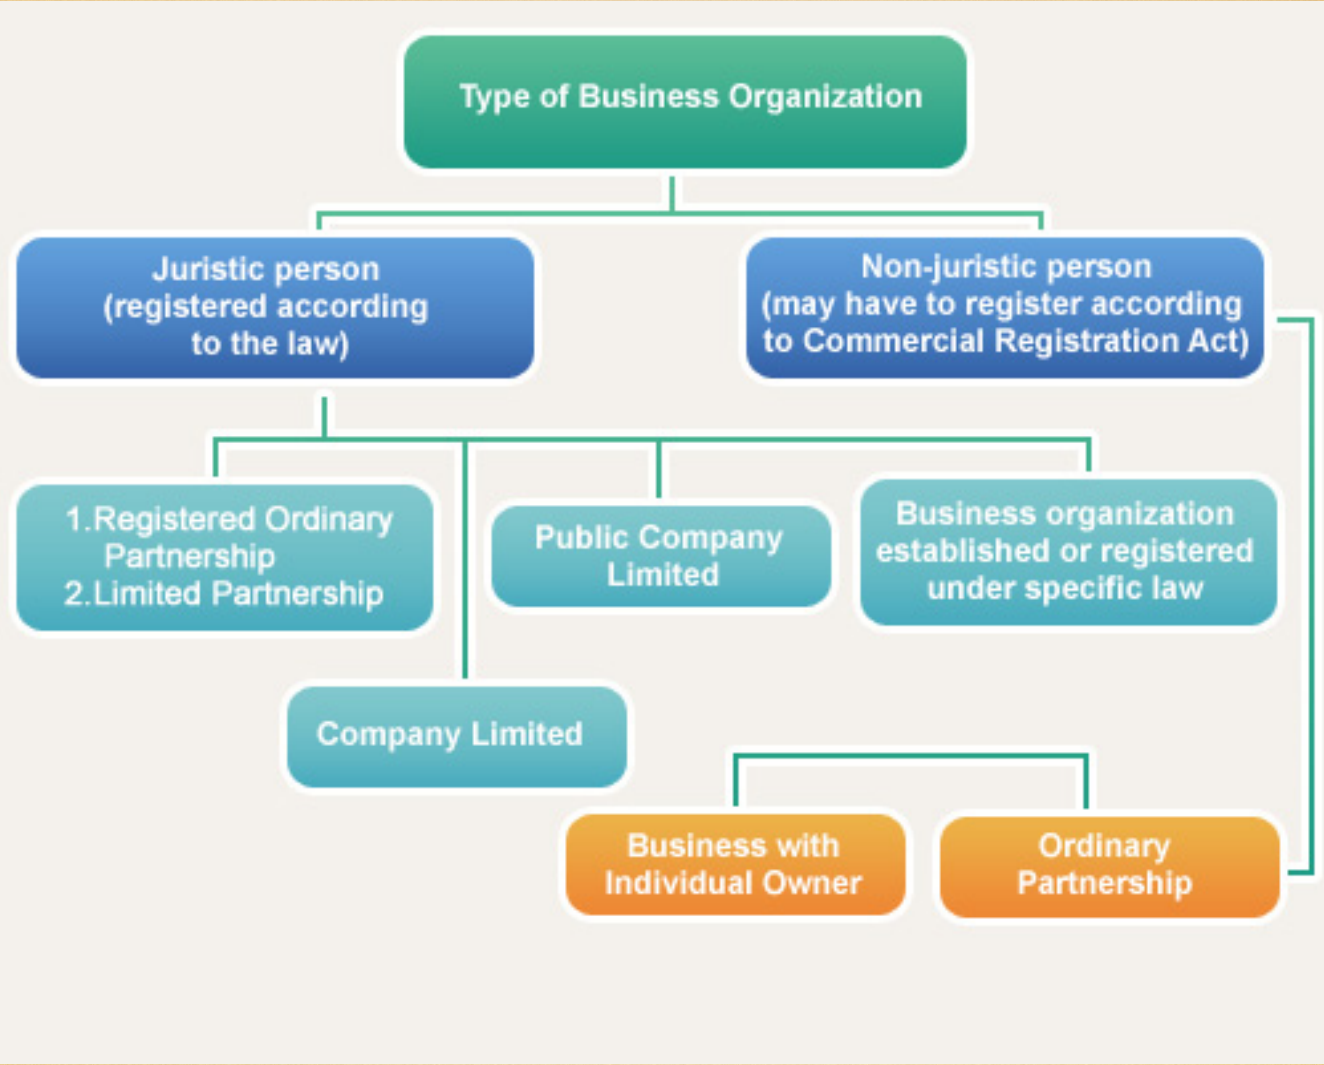 Type of Business Organization
Juristic person
(registered according
to the law)
Non-juristic person
(may have to register according
to Commercial Registration Act)
1.Registered Ordinary
Partnership
2.Limited Partnership
Public Company
Limited
Business organization
established or registered
under specific law
Company Limited
Business with
Individual Owner
Ordinary
Partnership